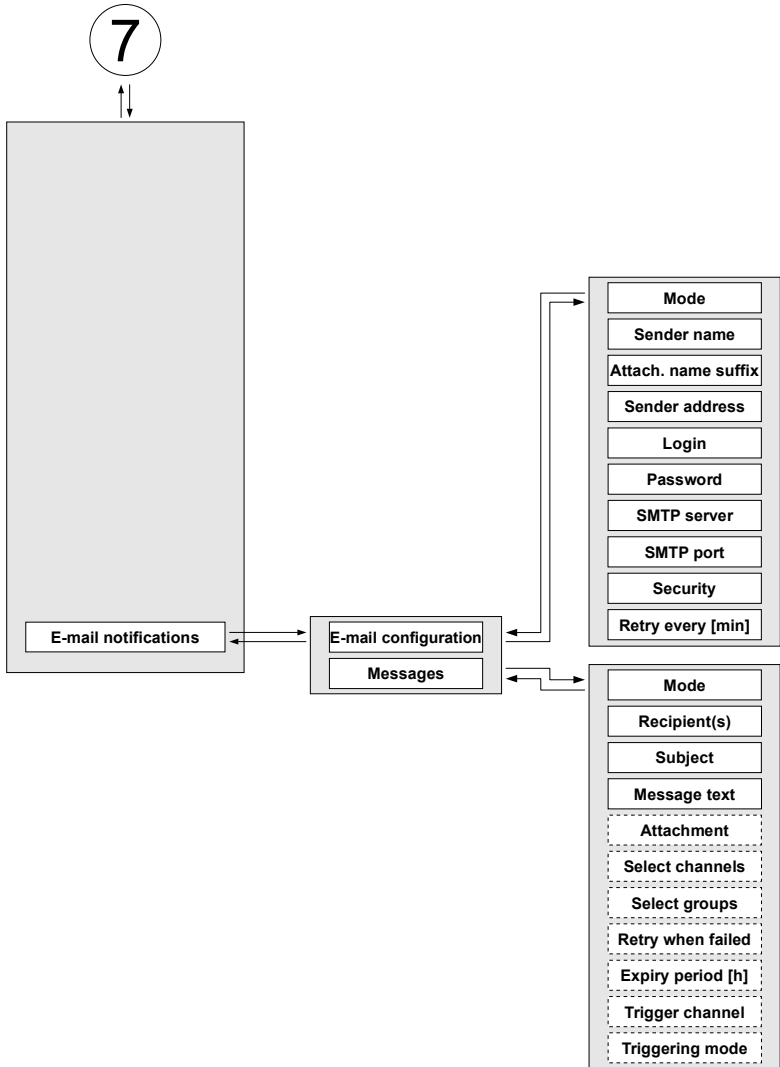 7
E-mail notifications
E-mail configuration
Messages
Mode
Sender name
Attach. name suffix
Sender address
Login
Password
SMTP server
SMTP port
Security
Retry every [min]
Mode
Recipient(s)
Subject
Message text
Attachment
Select channels
Select groups
Retry when failed
Expiry period [h]
Trigger channel
Triggering mode